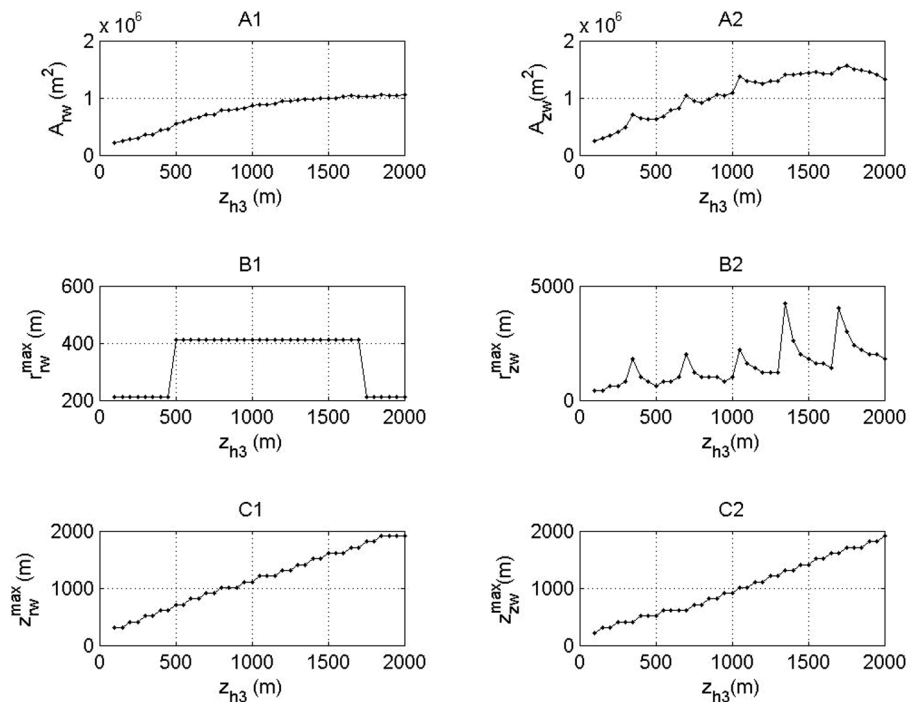 A1
x 10^6
2
1
0
A_rw (m^2)
0 500 1000 1500 2000
z_h3 (m)
A2
x 10^6
2
1
0
A_zw (m^2)
0 500 1000 1500 2000
z_h3 (m)
B1
600
400
200
r_rw^max (m)
0 500 1000 1500 2000
z_h3 (m)
B2
5000
0
r_zw^max (m)
0 500 1000 1500 2000
z_h3 (m)
C1
2000
1000
0
z_rw^max (m)
0 500 1000 1500 2000
z_h3 (m)
C2
2000
1000
0
z_zw^max (m)
0 500 1000 1500 2000
z_h3 (m)